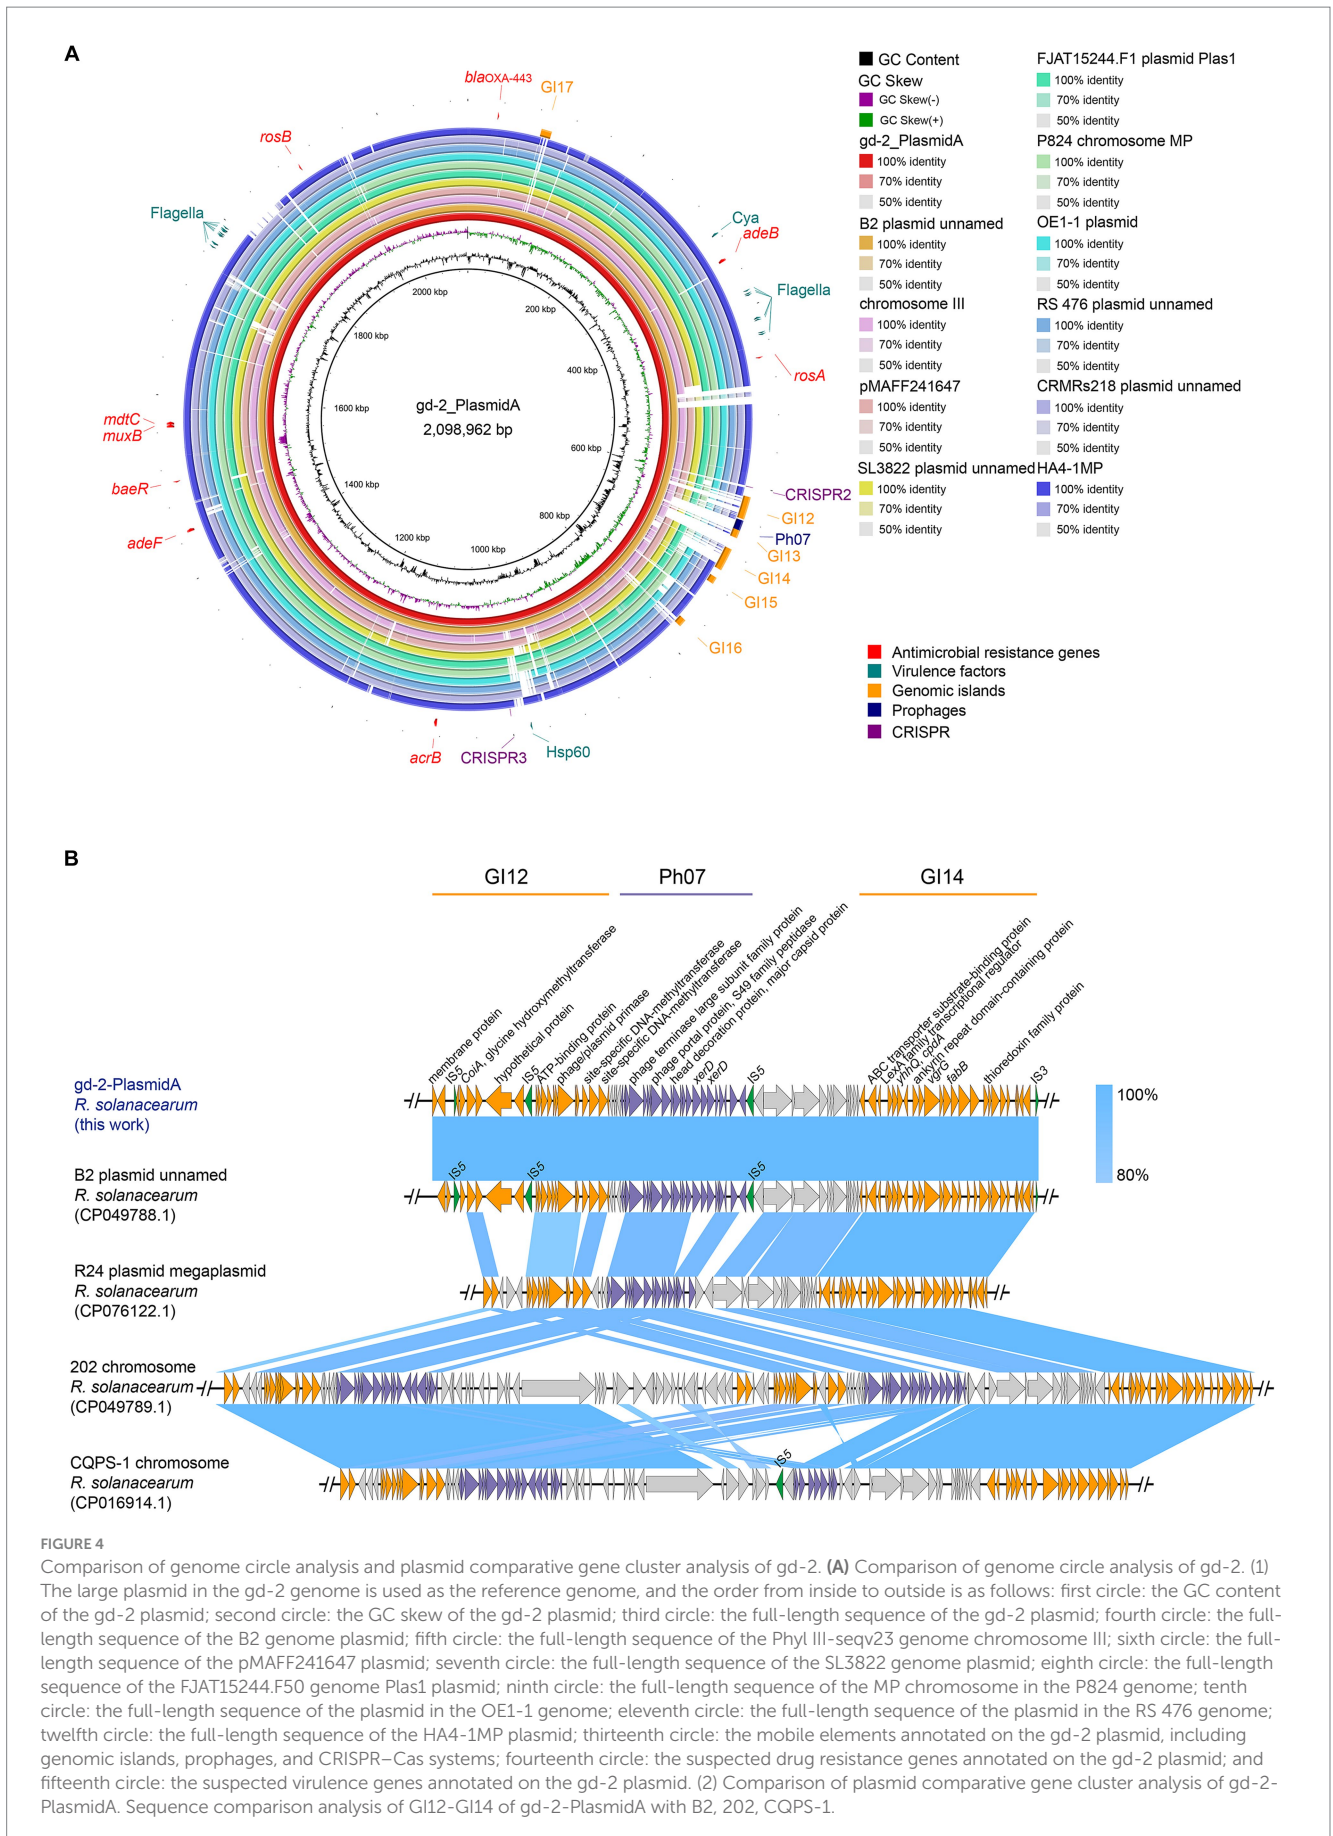 A
blaOXA-443
GI17
rosB
Flagella
Cya
adeB
Flagella
rosA
mdtC
muxB
baeR
adeF
acrB
CRISPR3
Hsp60
GI16
GI15
GI14
GI13
Ph07
GI12
CRISPR2
2000 kbp
200 kbp
1800 kbp
400 kbp
1600 kbp
600 kbp
1400 kbp
800 kbp
1200 kbp
1000 kbp
gd-2_PlasmidA
2,098,962 bp
GC Content
GC Skew
GC Skew(-)
GC Skew(+)
gd-2_PlasmidA
100% identity
70% identity
50% identity
B2 plasmid unnamed
100% identity
70% identity
50% identity
chromosome III
100% identity
70% identity
50% identity
pMAFF241647
100% identity
70% identity
50% identity
SL3822 plasmid unnamed
100% identity
70% identity
50% identity
FJAT15244.F1 plasmid Plas1
100% identity
70% identity
50% identity
P824 chromosome MP
100% identity
70% identity
50% identity
OE1-1 plasmid
100% identity
70% identity
50% identity
RS 476 plasmid unnamed
100% identity
70% identity
50% identity
CRMRs218 plasmid unnamed
100% identity
70% identity
50% identity
HA4-1MP
100% identity
70% identity
50% identity
Antimicrobial resistance genes
Virulence factors
Genomic islands
Prophages
CRISPR
B
GI12
Ph07
GI14
membrane protein
IS5
CoiA, glycine hydroxymethyltransferase
hypothetical protein
IS5
ATP-binding protein
phage/plasmid primase
site-specific DNA-methyltransferase
site-specific DNA-methyltransferase
phage terminase large subunit family protein
phage portal protein, S49 family peptidase
head decoration protein, major capsid protein
xerD
xerD
IS5
ABC transporter substrate-binding protein
LexA family transcriptional regulator
yhhQ, cpdA
ankyrin repeat domain-containing protein
vgrG
fabB
thioredoxin family protein
IS3
gd-2-PlasmidA
R. solanacearum
(this work)
100%
80%
B2 plasmid unnamed
R. solanacearum
(CP049788.1)
IS5
IS5
IS5
R24 plasmid megaplasmid
R. solanacearum
(CP076122.1)
202 chromosome
R. solanacearum
(CP049789.1)
CQPS-1 chromosome
R. solanacearum
(CP016914.1)
IS5
FIGURE 4
Comparison of genome circle analysis and plasmid comparative gene cluster analysis of gd-2. (A) Comparison of genome circle analysis of gd-2. (1)
The large plasmid in the gd-2 genome is used as the reference genome, and the order from inside to outside is as follows: first circle: the GC content
of the gd-2 plasmid; second circle: the GC skew of the gd-2 plasmid; third circle: the full-length sequence of the gd-2 plasmid; fourth circle: the full-
length sequence of the B2 genome plasmid; fifth circle: the full-length sequence of the Phyl III-seqv23 genome chromosome III; sixth circle: the full-
length sequence of the pMAFF241647 plasmid; seventh circle: the full-length sequence of the SL3822 genome plasmid; eighth circle: the full-length
sequence of the FJAT15244.F50 genome Plas1 plasmid; ninth circle: the full-length sequence of the MP chromosome in the P824 genome; tenth
circle: the full-length sequence of the plasmid in the OE1-1 genome; eleventh circle: the full-length sequence of the plasmid in the RS 476 genome;
twelfth circle: the full-length sequence of the HA4-1MP plasmid; thirteenth circle: the mobile elements annotated on the gd-2 plasmid, including
genomic islands, prophages, and CRISPR–Cas systems; fourteenth circle: the suspected drug resistance genes annotated on the gd-2 plasmid; and
fifteenth circle: the suspected virulence genes annotated on the gd-2 plasmid. (2) Comparison of plasmid comparative gene cluster analysis of gd-2-
PlasmidA. Sequence comparison analysis of GI12-GI14 of gd-2-PlasmidA with B2, 202, CQPS-1.